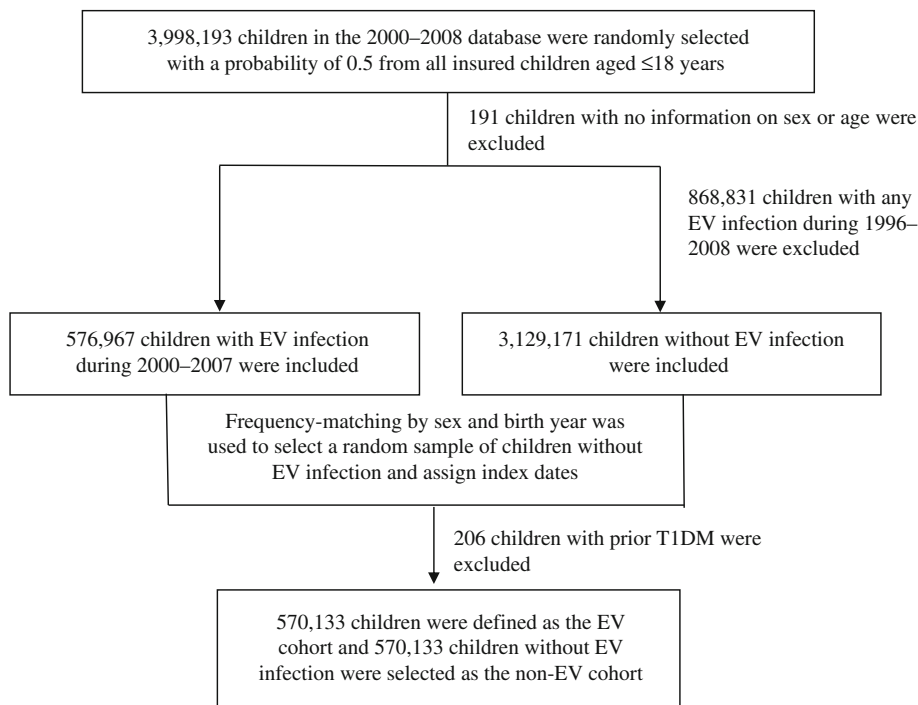 3,998,193 children in the 2000–2008 database were randomly selected
with a probability of 0.5 from all insured children aged ≤18 years
191 children with no information on sex or age were
excluded
868,831 children with any
EV infection during 1996–
2008 were excluded
576,967 children with EV infection
during 2000–2007 were included
3,129,171 children without EV infection
were included
Frequency-matching by sex and birth year was
used to select a random sample of children without
EV infection and assign index dates
206 children with prior T1DM were
excluded
570,133 children were defined as the EV
cohort and 570,133 children without EV
infection were selected as the non-EV cohort